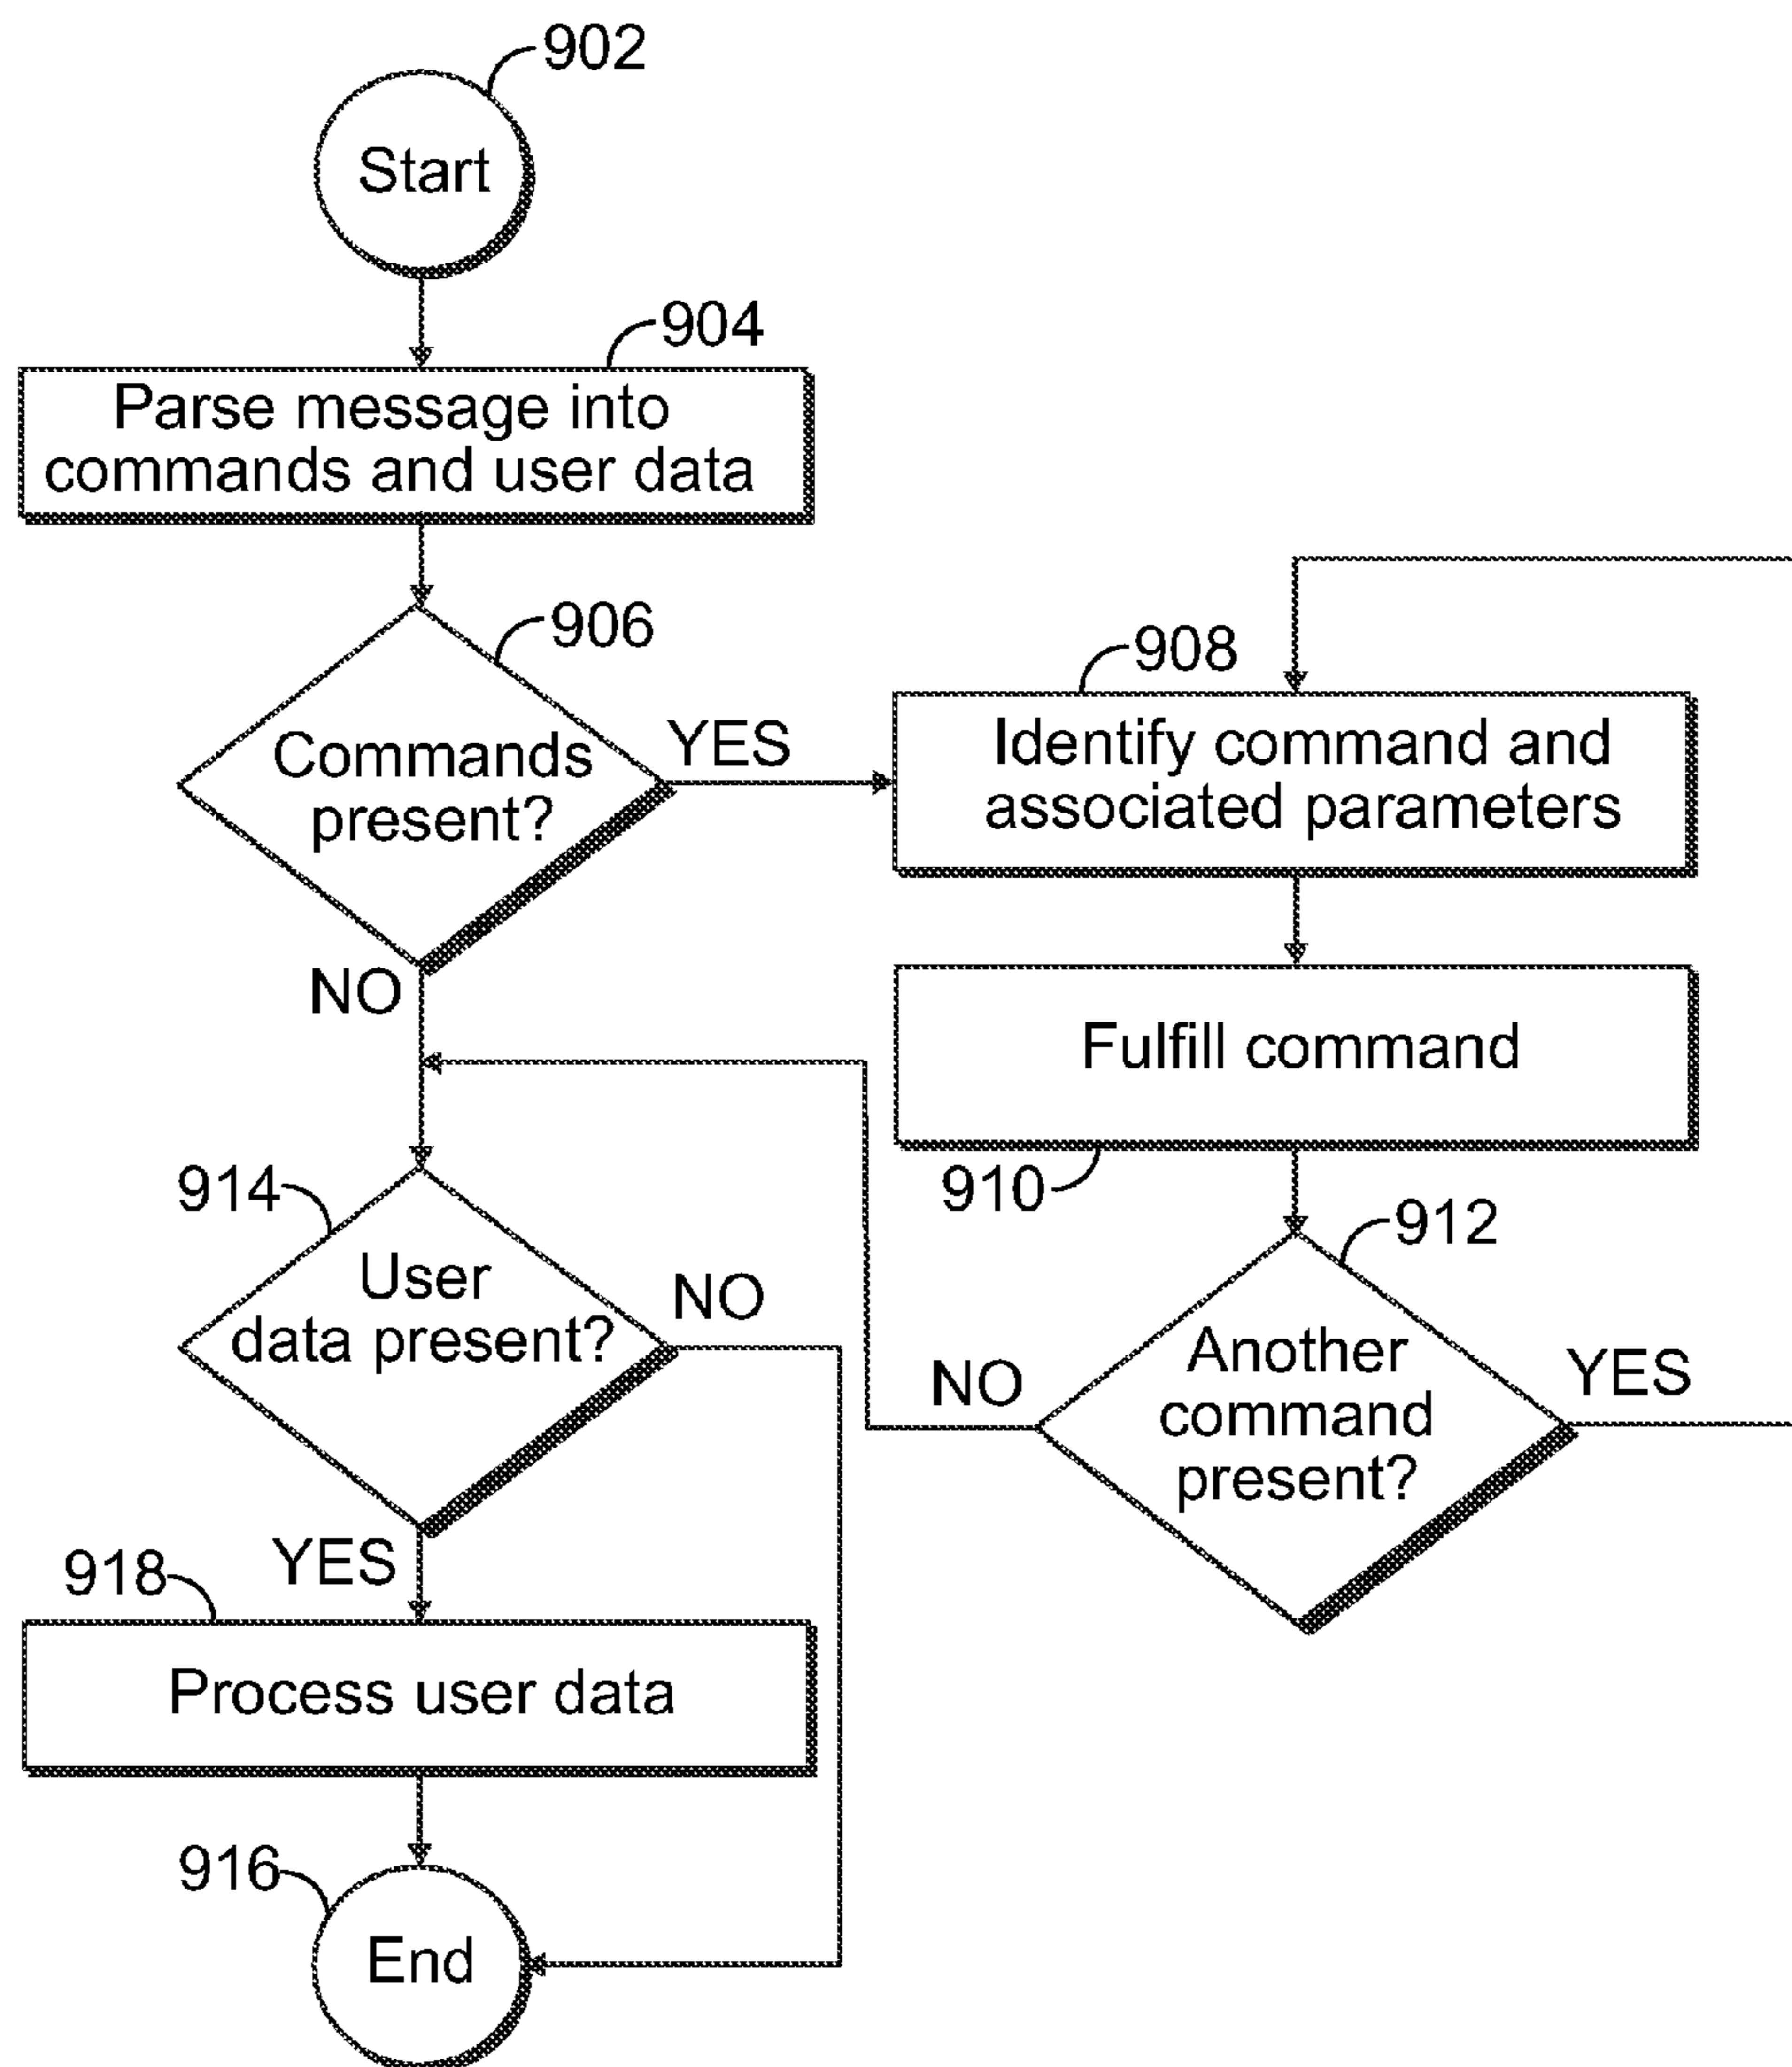 902
Start
904
Parse message into
commands and user data
906
Commands
present?
YES
NO
908
Identify command and
associated parameters
Fulfill command
910
912
Another
command
present?
NO
YES
914
User
data present?
NO
YES
918
Process user data
916
End